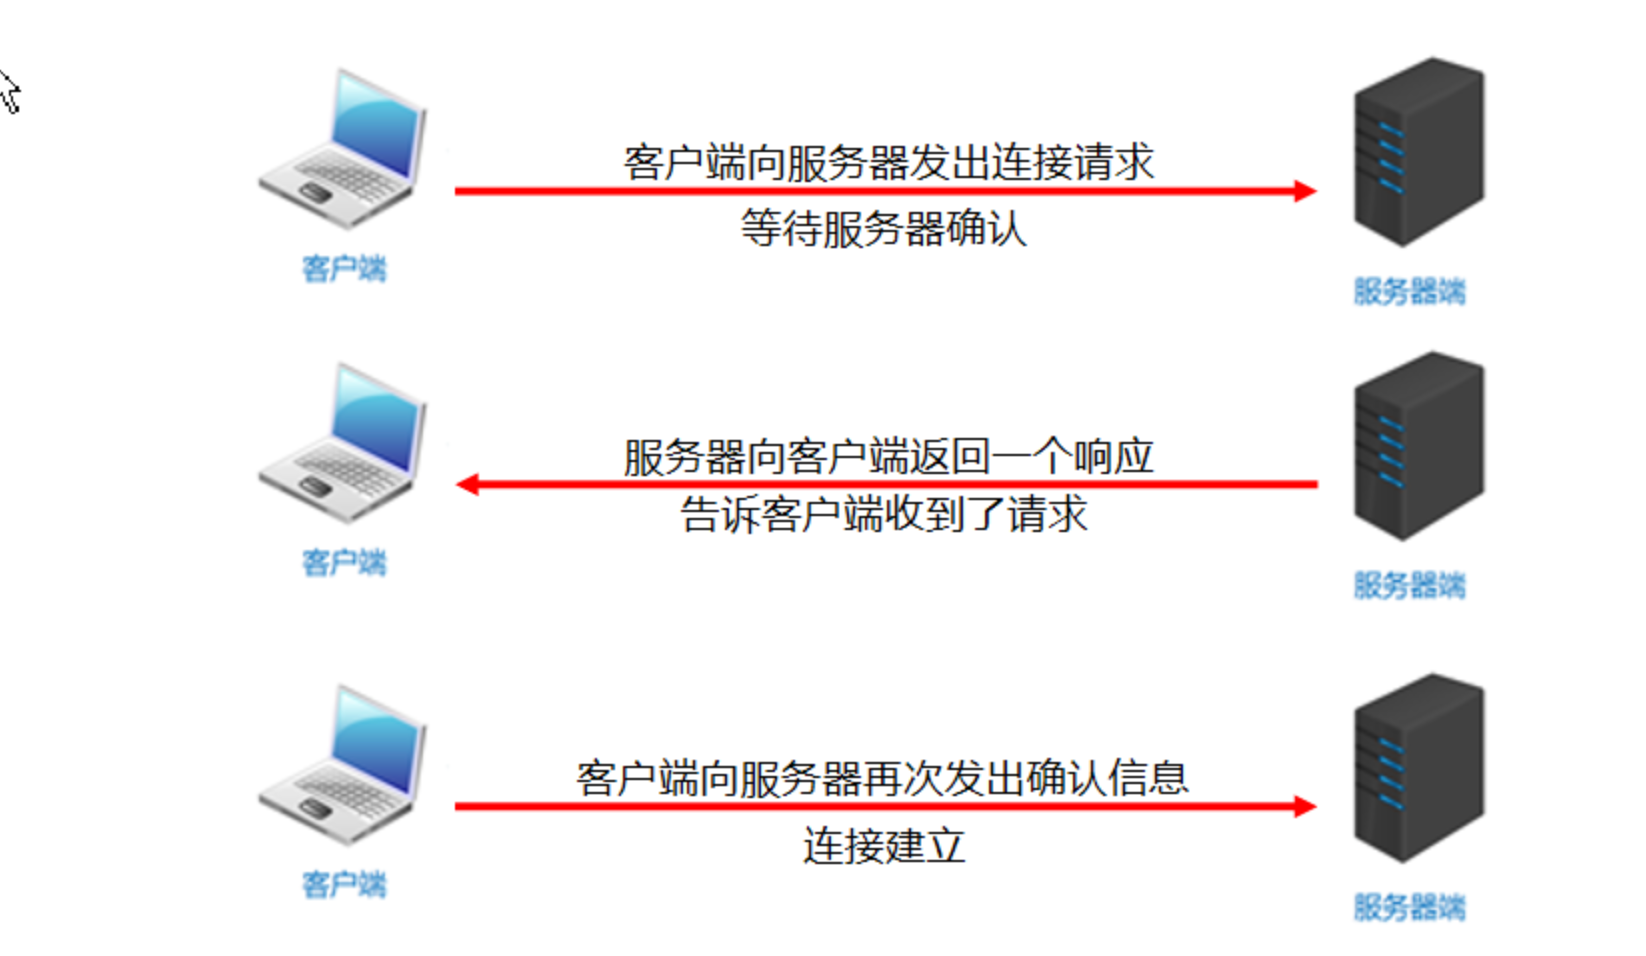 客户端向服务器发出连接请求
等待服务器确认
客户端
服务器端
服务器向客户端返回一个响应
告诉客户端收到了请求
客户端
服务器端
客户端向服务器再次发出确认信息
连接建立
客户端
服务器端